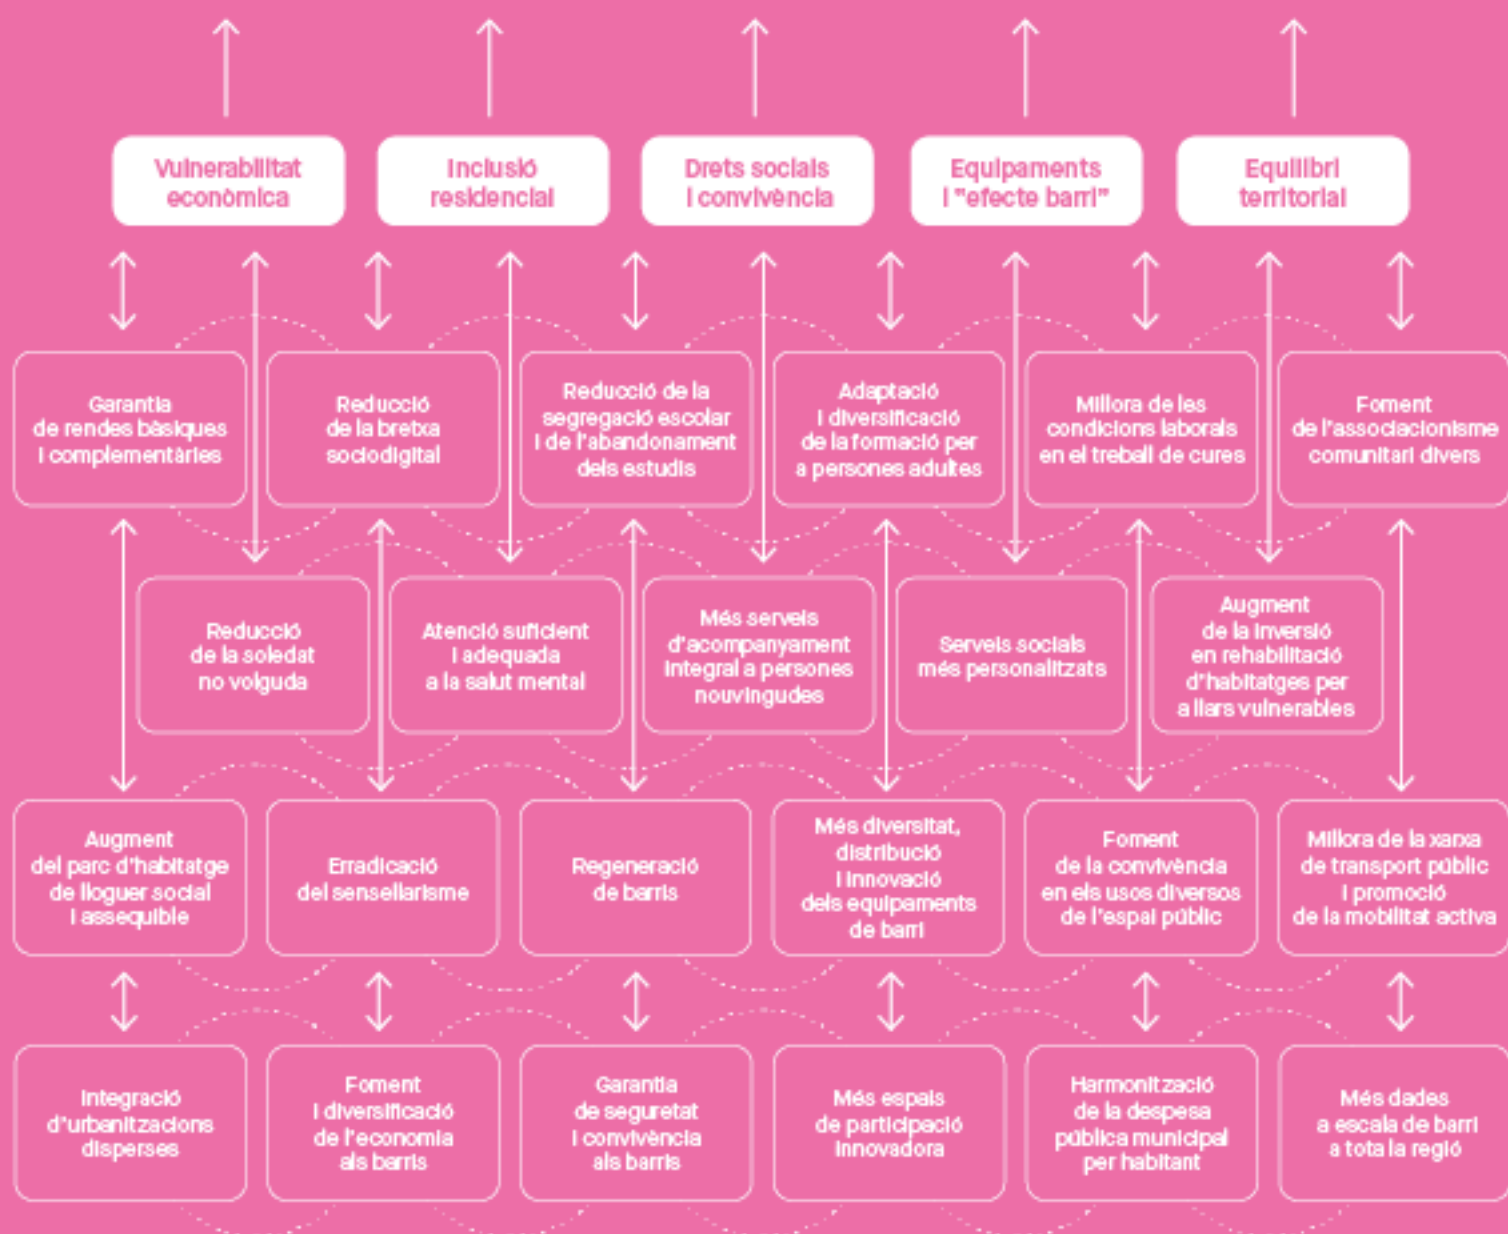 Vulnerabilitat
econòmica
Inclusió
residencial
Drets socials
i convivència
Equipaments
i "efecte barri"
Equilibri
territorial
Garantia
de rendes bàsiques
i complementàries
Reducció
de la bretxa
sociodigital
Reducció de la
segregació escolar
i de l'abandonament
dels estudis
Adaptació
i diversificació
de la formació per
a persones adultes
Millora de les
condicions laborals
en el treball de cures
Foment
de l'associacionisme
comunitari divers
Reducció
de la soledat
no volguda
Atenció suficient
i adequada
a la salut mental
Més serveis
d'acompanyament
integral a persones
nouvingudes
Serveis socials
més personalitzats
Augment
de la inversió
en rehabilitació
d'habitatges per
a llars vulnerables
Augment
del parc d'habitatge
de lloguer social
i assequible
Erradicació
del sensellarisme
Regeneració
de barris
Més diversitat,
distribució
i innovació
dels equipaments
de barri
Foment
de la convivència
en els usos diversos
de l'espai públic
Millora de la xarxa
de transport públic
i promoció
de la mobilitat activa
Integració
d'urbanitzacions
disperses
Foment
i diversificació
de l'economia
als barris
Garantia
de seguretat
i convivència
als barris
Més espais
de participació
innovadora
Harmonització
de la despesa
pública municipal
per habitant
Més dades
a escala de barri
a tota la regió